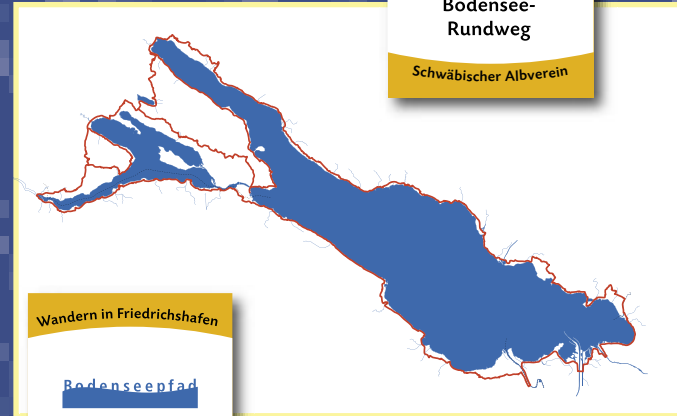 Bodensee-
Rundweg
Schwäbischer Albverein
Wandern in Friedrichshafen
Bodenseepfad